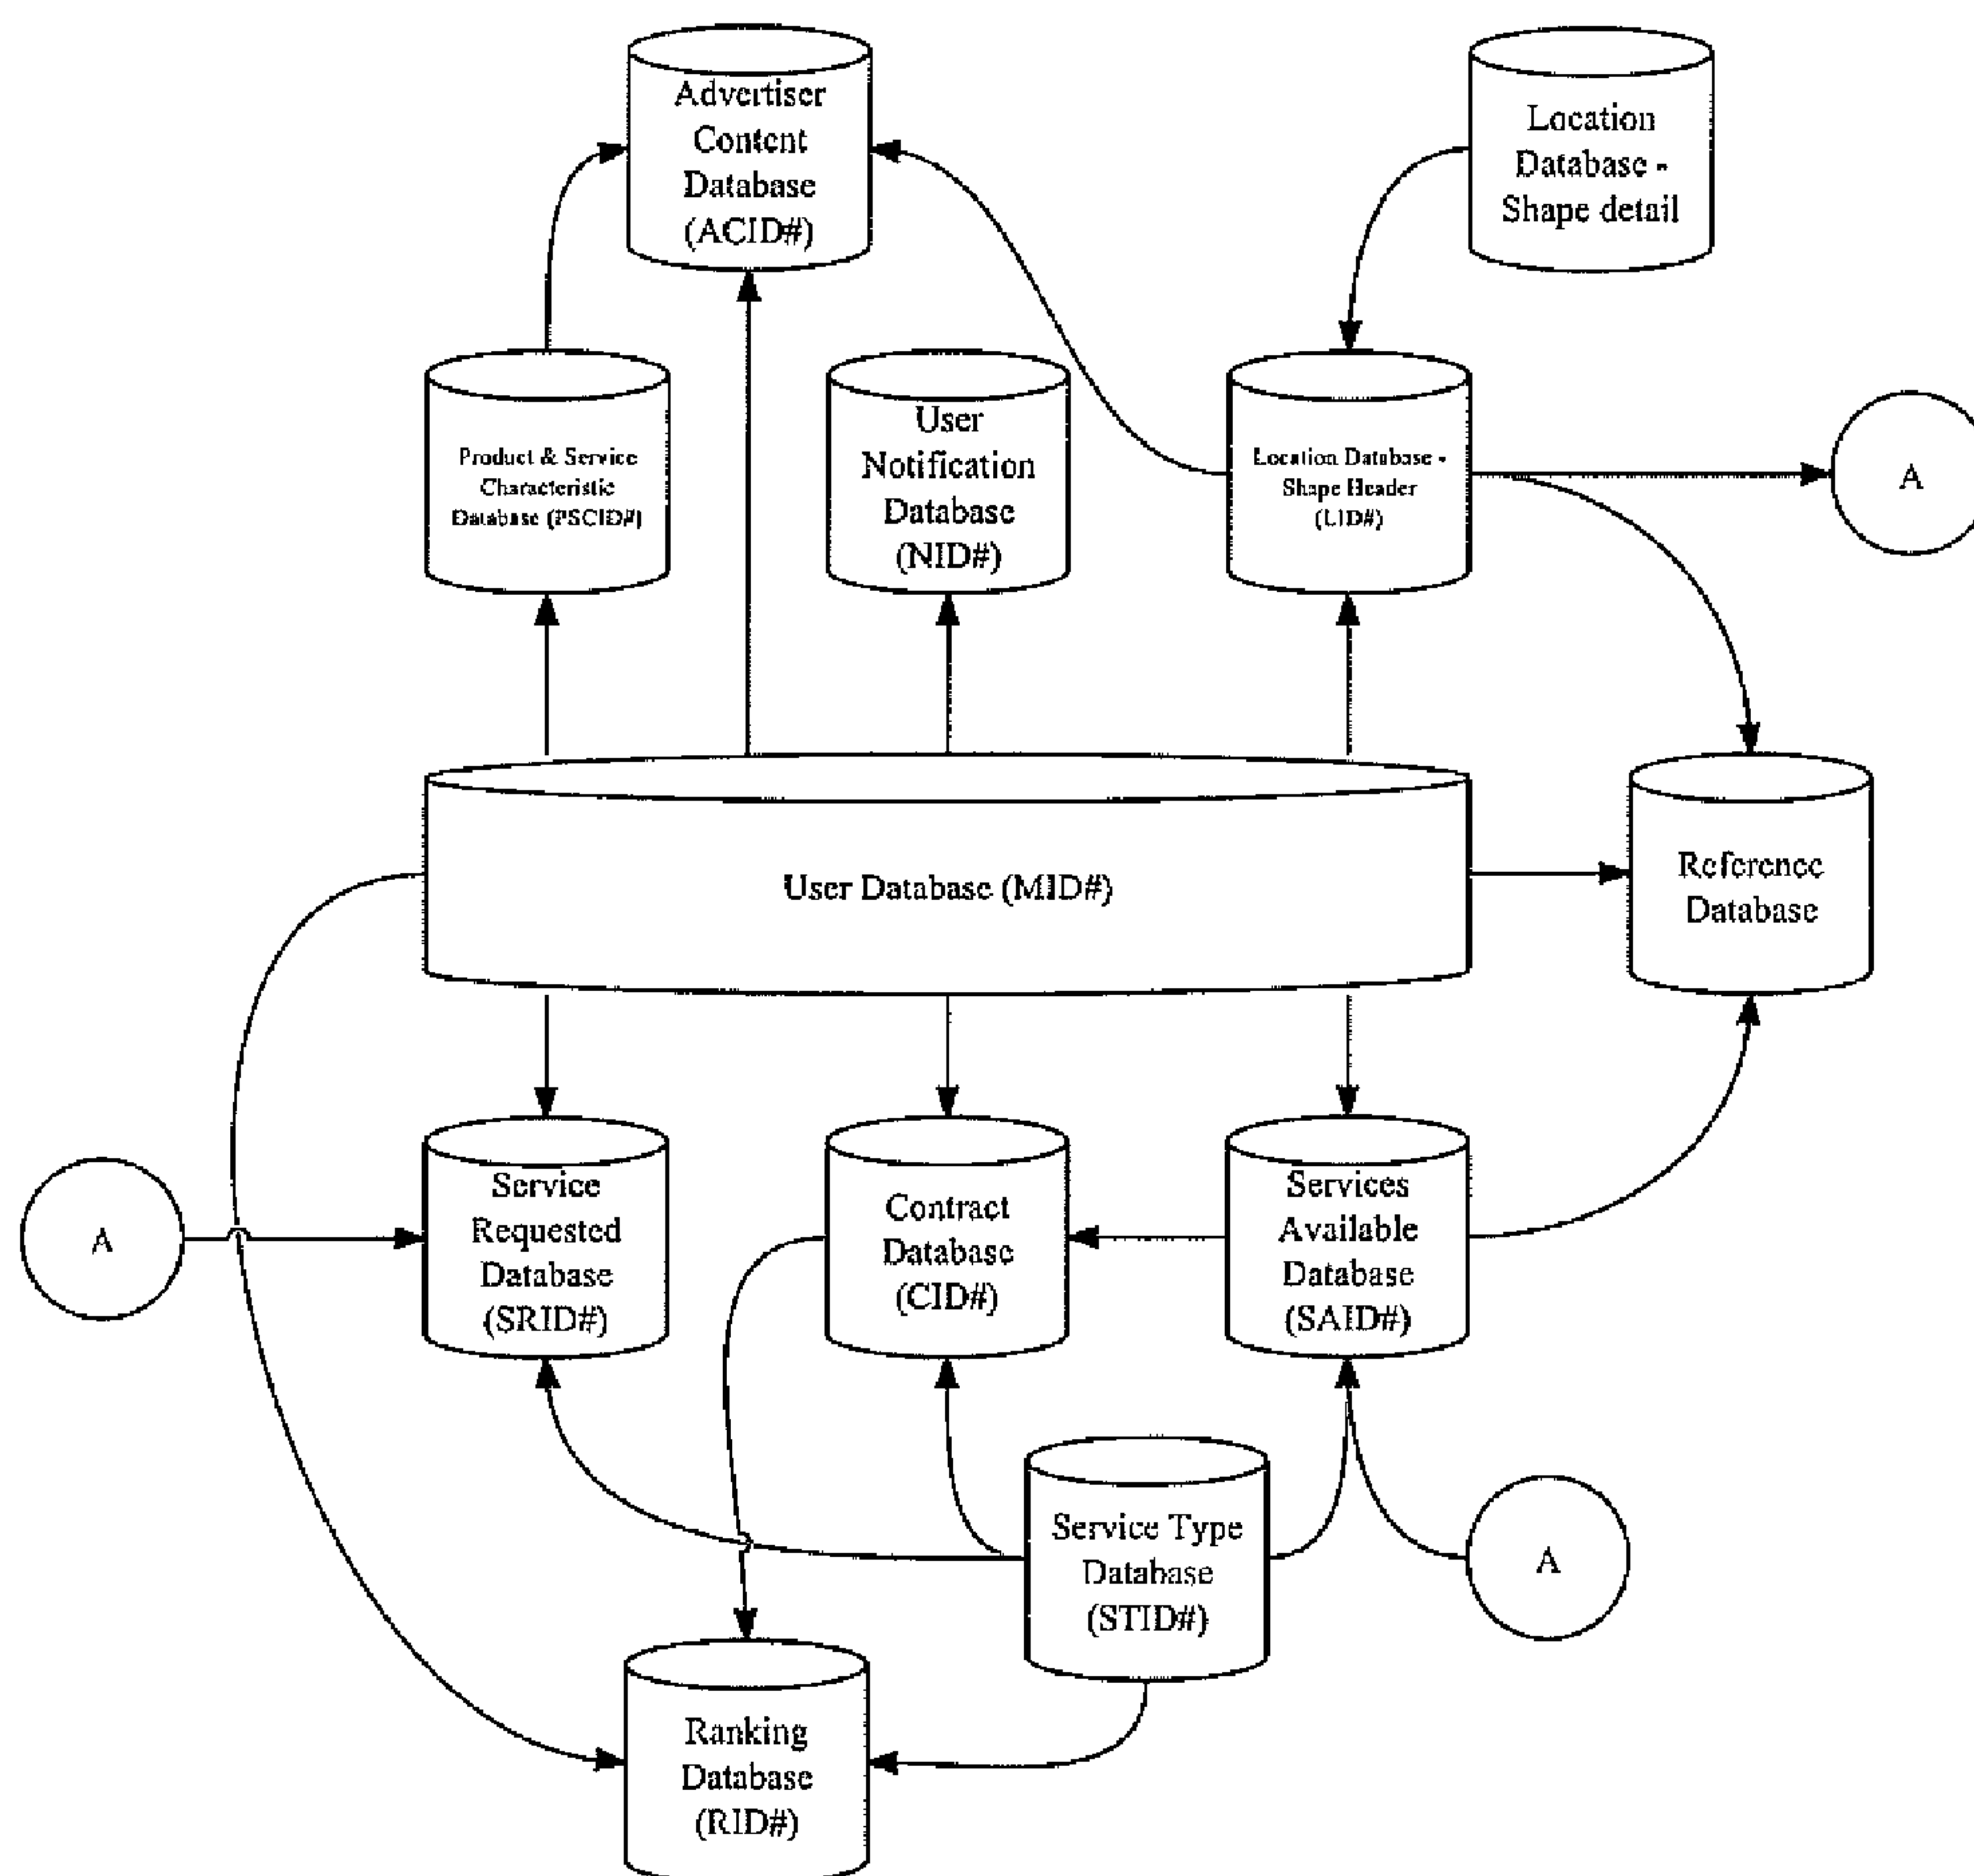 Advertiser
Content
Database
(ACID#)
Location
Database -
Shape detail
Product & Service
Characteristic
Database (PSCID#)
User
Notification
Database
(NID#)
Location Database -
Shape Header
(LID#)
A
User Database (MID#)
Reference
Database
A
Service
Requested
Database
(SRID#)
Contract
Database
(CID#)
Services
Available
Database
(SAID#)
Service Type
Database
(STID#)
A
Ranking
Database
(RID#)